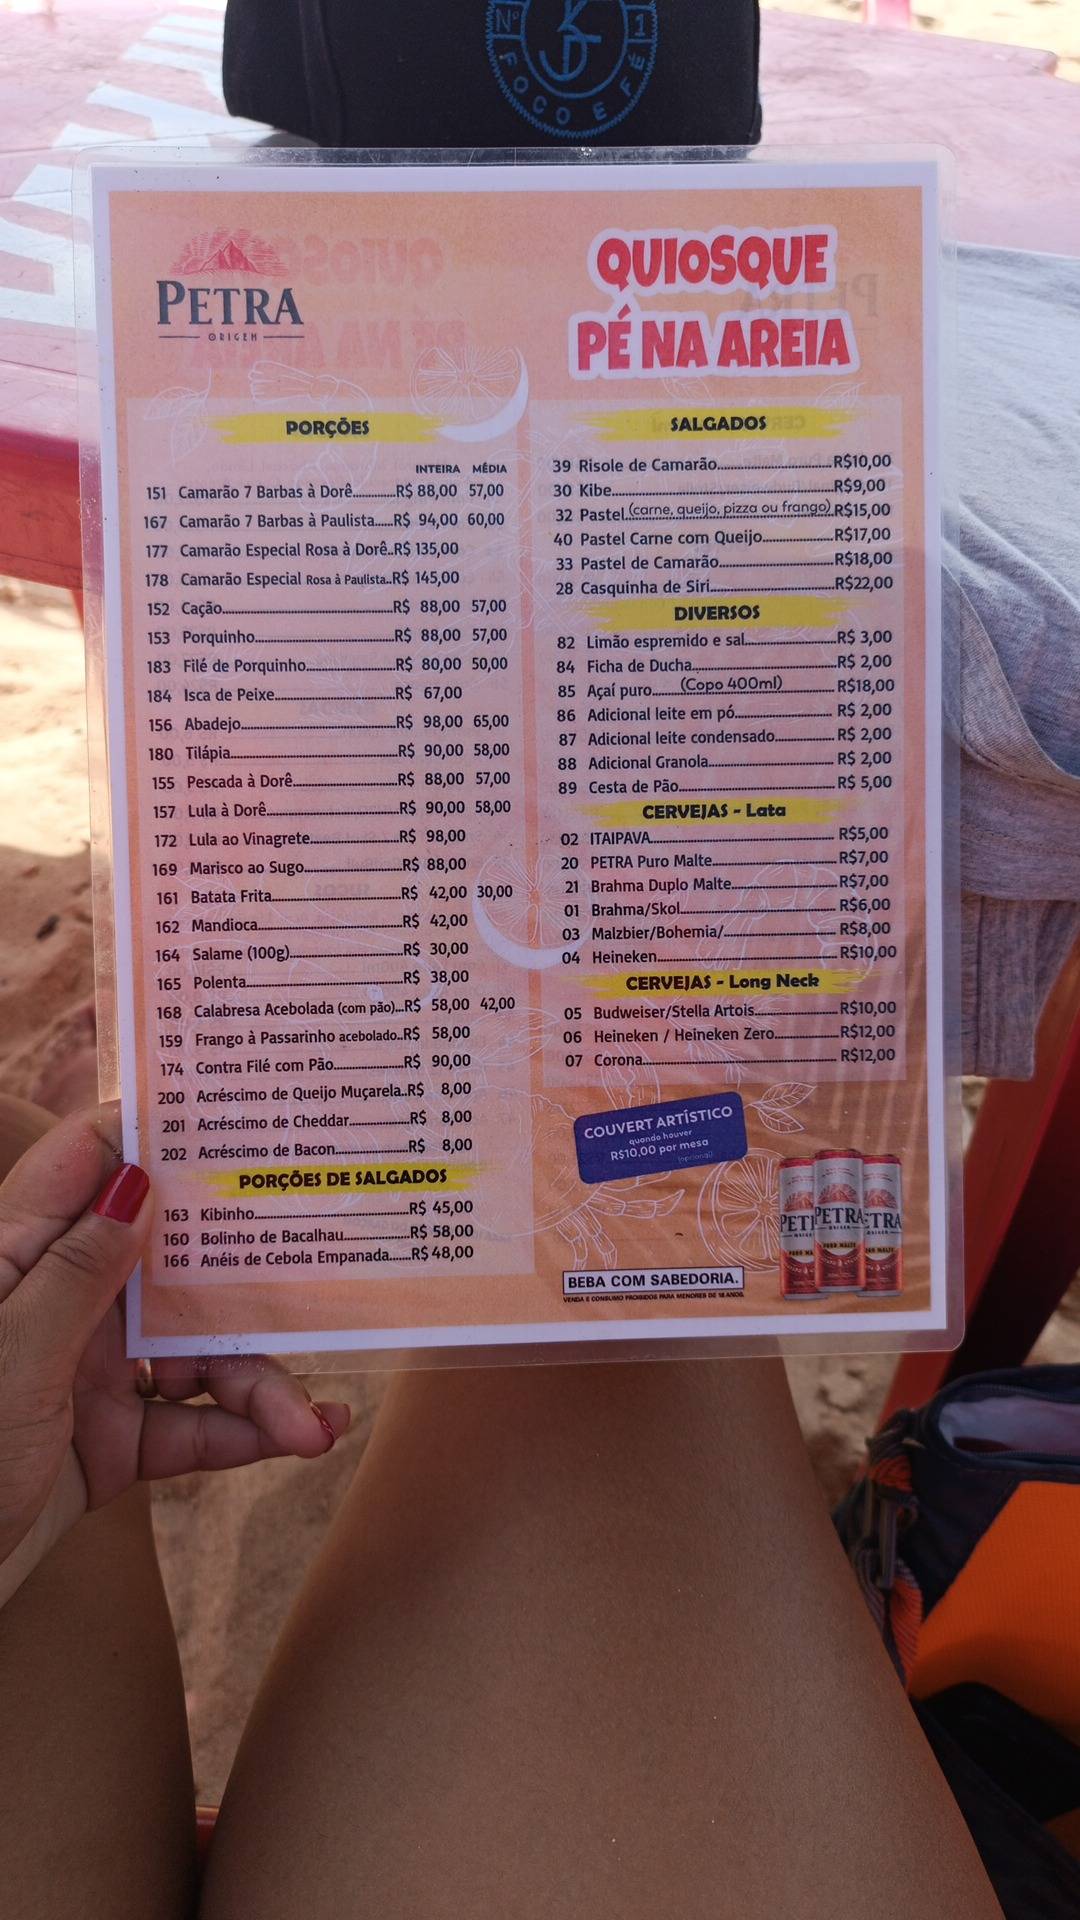 Nº 1
FOCO E FÉ
PETRA
ORIGEM
QUIOSQUE
PÉ NA AREIA
PORÇÕES
INTEIRA MÉDIA
151 Camarão 7 Barbas à Dorê............R$ 88,00 57,00
167 Camarão 7 Barbas à Paulista.....R$ 94,00 60,00
177 Camarão Especial Rosa à Dorê..R$ 135,00
178 Camarão Especial Rosa à Paulista..R$ 145,00
152 Cação................R$ 88,00 57,00
153 Porquinho................R$ 88,00 57,00
183 Filé de Porquinho................R$ 80,00 50,00
184 Isca de Peixe................R$ 67,00
156 Abadejo................R$ 98,00 65,00
180 Tilápia................R$ 90,00 58,00
155 Pescada à Dorê................R$ 88,00 57,00
157 Lula à Dorê................R$ 90,00 58,00
172 Lula ao Vinagrete................R$ 98,00
169 Marisco ao Sugo................R$ 88,00
161 Batata Frita................R$ 42,00 30,00
162 Mandioca................R$ 42,00
164 Salame (100g)................R$ 30,00
165 Polenta................R$ 38,00
168 Calabresa Acebolada (com pão)...R$ 58,00 42,00
159 Frango à Passarinho acebolado..R$ 58,00
174 Contra Filé com Pão................R$ 90,00
200 Acréscimo de Queijo Muçarela..R$ 8,00
201 Acréscimo de Cheddar................R$ 8,00
202 Acréscimo de Bacon................R$ 8,00
PORÇÕES DE SALGADOS
163 Kibinho................R$ 45,00
160 Bolinho de Bacalhau................R$ 58,00
166 Anéis de Cebola Empanada......R$ 48,00
SALGADOS
39 Risole de Camarão................R$10,00
30 Kibe................R$9,00
32 Pastel.(carne, queijo, pizza ou frango).R$15,00
40 Pastel Carne com Queijo................R$17,00
33 Pastel de Camarão................R$18,00
28 Casquinha de Siri................R$22,00
DIVERSOS
82 Limão espremido e sal................R$ 3,00
84 Ficha de Ducha................R$ 2,00
85 Açaí puro........(Copo 400ml)........R$18,00
86 Adicional leite em pó................R$ 2,00
87 Adicional leite condensado................R$ 2,00
88 Adicional Granola................R$ 2,00
89 Cesta de Pão................R$ 5,00
CERVEJAS - Lata
02 ITAIPAVA................R$5,00
20 PETRA Puro Malte................R$7,00
21 Brahma Duplo Malte................R$7,00
01 Brahma/Skol................R$6,00
03 Malzbier/Bohemia/................R$8,00
04 Heineken................R$10,00
CERVEJAS - Long Neck
05 Budweiser/Stella Artois................R$10,00
06 Heineken / Heineken Zero................R$12,00
07 Corona................R$12,00
COUVERT ARTÍSTICO
quando houver
R$10,00 por mesa
(opcional)
PETRA
ORIGEM
PURO MALTE
BEBA COM SABEDORIA.
VENDA E CONSUMO PROIBIDOS PARA MENORES DE 18 ANOS.